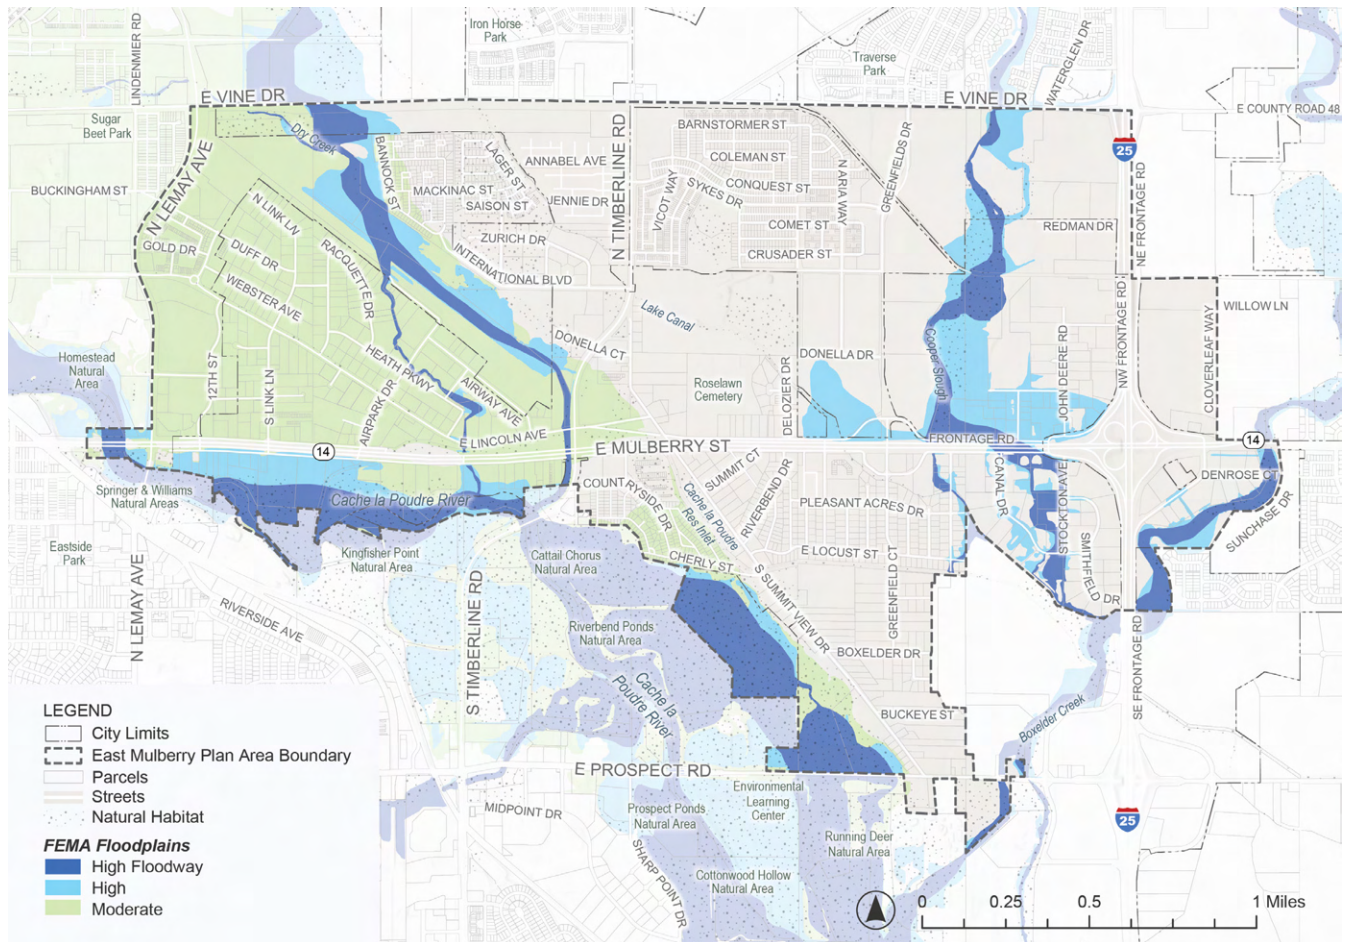 Iron Horse
Park
LINDENMIER RD
Traverse
Park
WATERGLEN DR
E VINE DR
E VINE DR
E COUNTY ROAD 48
Sugar
Beet Park
Dry Creek
BANNOCK ST
LAGER ST
N TIMBERLINE RD
BARNSTORMER ST
25
N LEMAY AVE
ANNABEL AVE
COLEMAN ST
GREENFIELDS DR
NE FRONTAGE RD
BUCKINGHAM ST
MACKINAC ST
CONQUEST ST
N ARIA WAY
N LINK LN
SAISON ST
JENNIE DR
VICOT WAY
SYKES DR
COMET ST
REDMAN DR
GOLD DR
DUFF DR
RACQUETTE DR
ZURICH DR
INTERNATIONAL BLVD
CRUSADER ST
WEBSTER AVE
Lake Canal
NW FRONTAGE RD
WILLOW LN
CLOVERLEAF WAY
Homestead
Natural
Area
12TH ST
S LINK LN
HEATH PKWY
DONELLA CT
DONELLA DR
Cooper Slough
JOHN DEERE RD
AIRPARK DR
AIRWAY AVE
Roselawn
Cemetery
DELOZIER DR
E LINCOLN AVE
E MULBERRY ST
FRONTAGE RD
14
14
Springer & Williams
Natural Areas
Cache la Poudre River
COUNTRYSIDE DR
SUMMIT CT
RIVERBEND DR
Cache la Poudre
Res Inlet
CANAL DR
STOCKTON AVE
DENROSE CT
SUNCHASE DR
PLEASANT ACRES DR
Eastside
Park
N LEMAY AVE
Kingfisher Point
Natural Area
Cattail Chorus
Natural Area
CHERLY ST
E LOCUST ST
GREENFIELD CT
SMITHFIELD DR
RIVERSIDE AVE
S TIMBERLINE RD
S SUMMIT VIEW DR
Riverbend Ponds
Natural Area
BOXELDER DR
SE FRONTAGE RD
Cache la
Poudre River
BUCKEYE ST
Boxelder Creek
E PROSPECT RD
MIDPOINT DR
SHARP POINT DR
Prospect Ponds
Natural Area
Environmental
Learning
Center
Running Deer
Natural Area
Cottonwood Hollow
Natural Area
25
LEGEND
City Limits
East Mulberry Plan Area Boundary
Parcels
Streets
Natural Habitat
FEMA Floodplains
High Floodway
High
Moderate
0 0.25 0.5 1 Miles